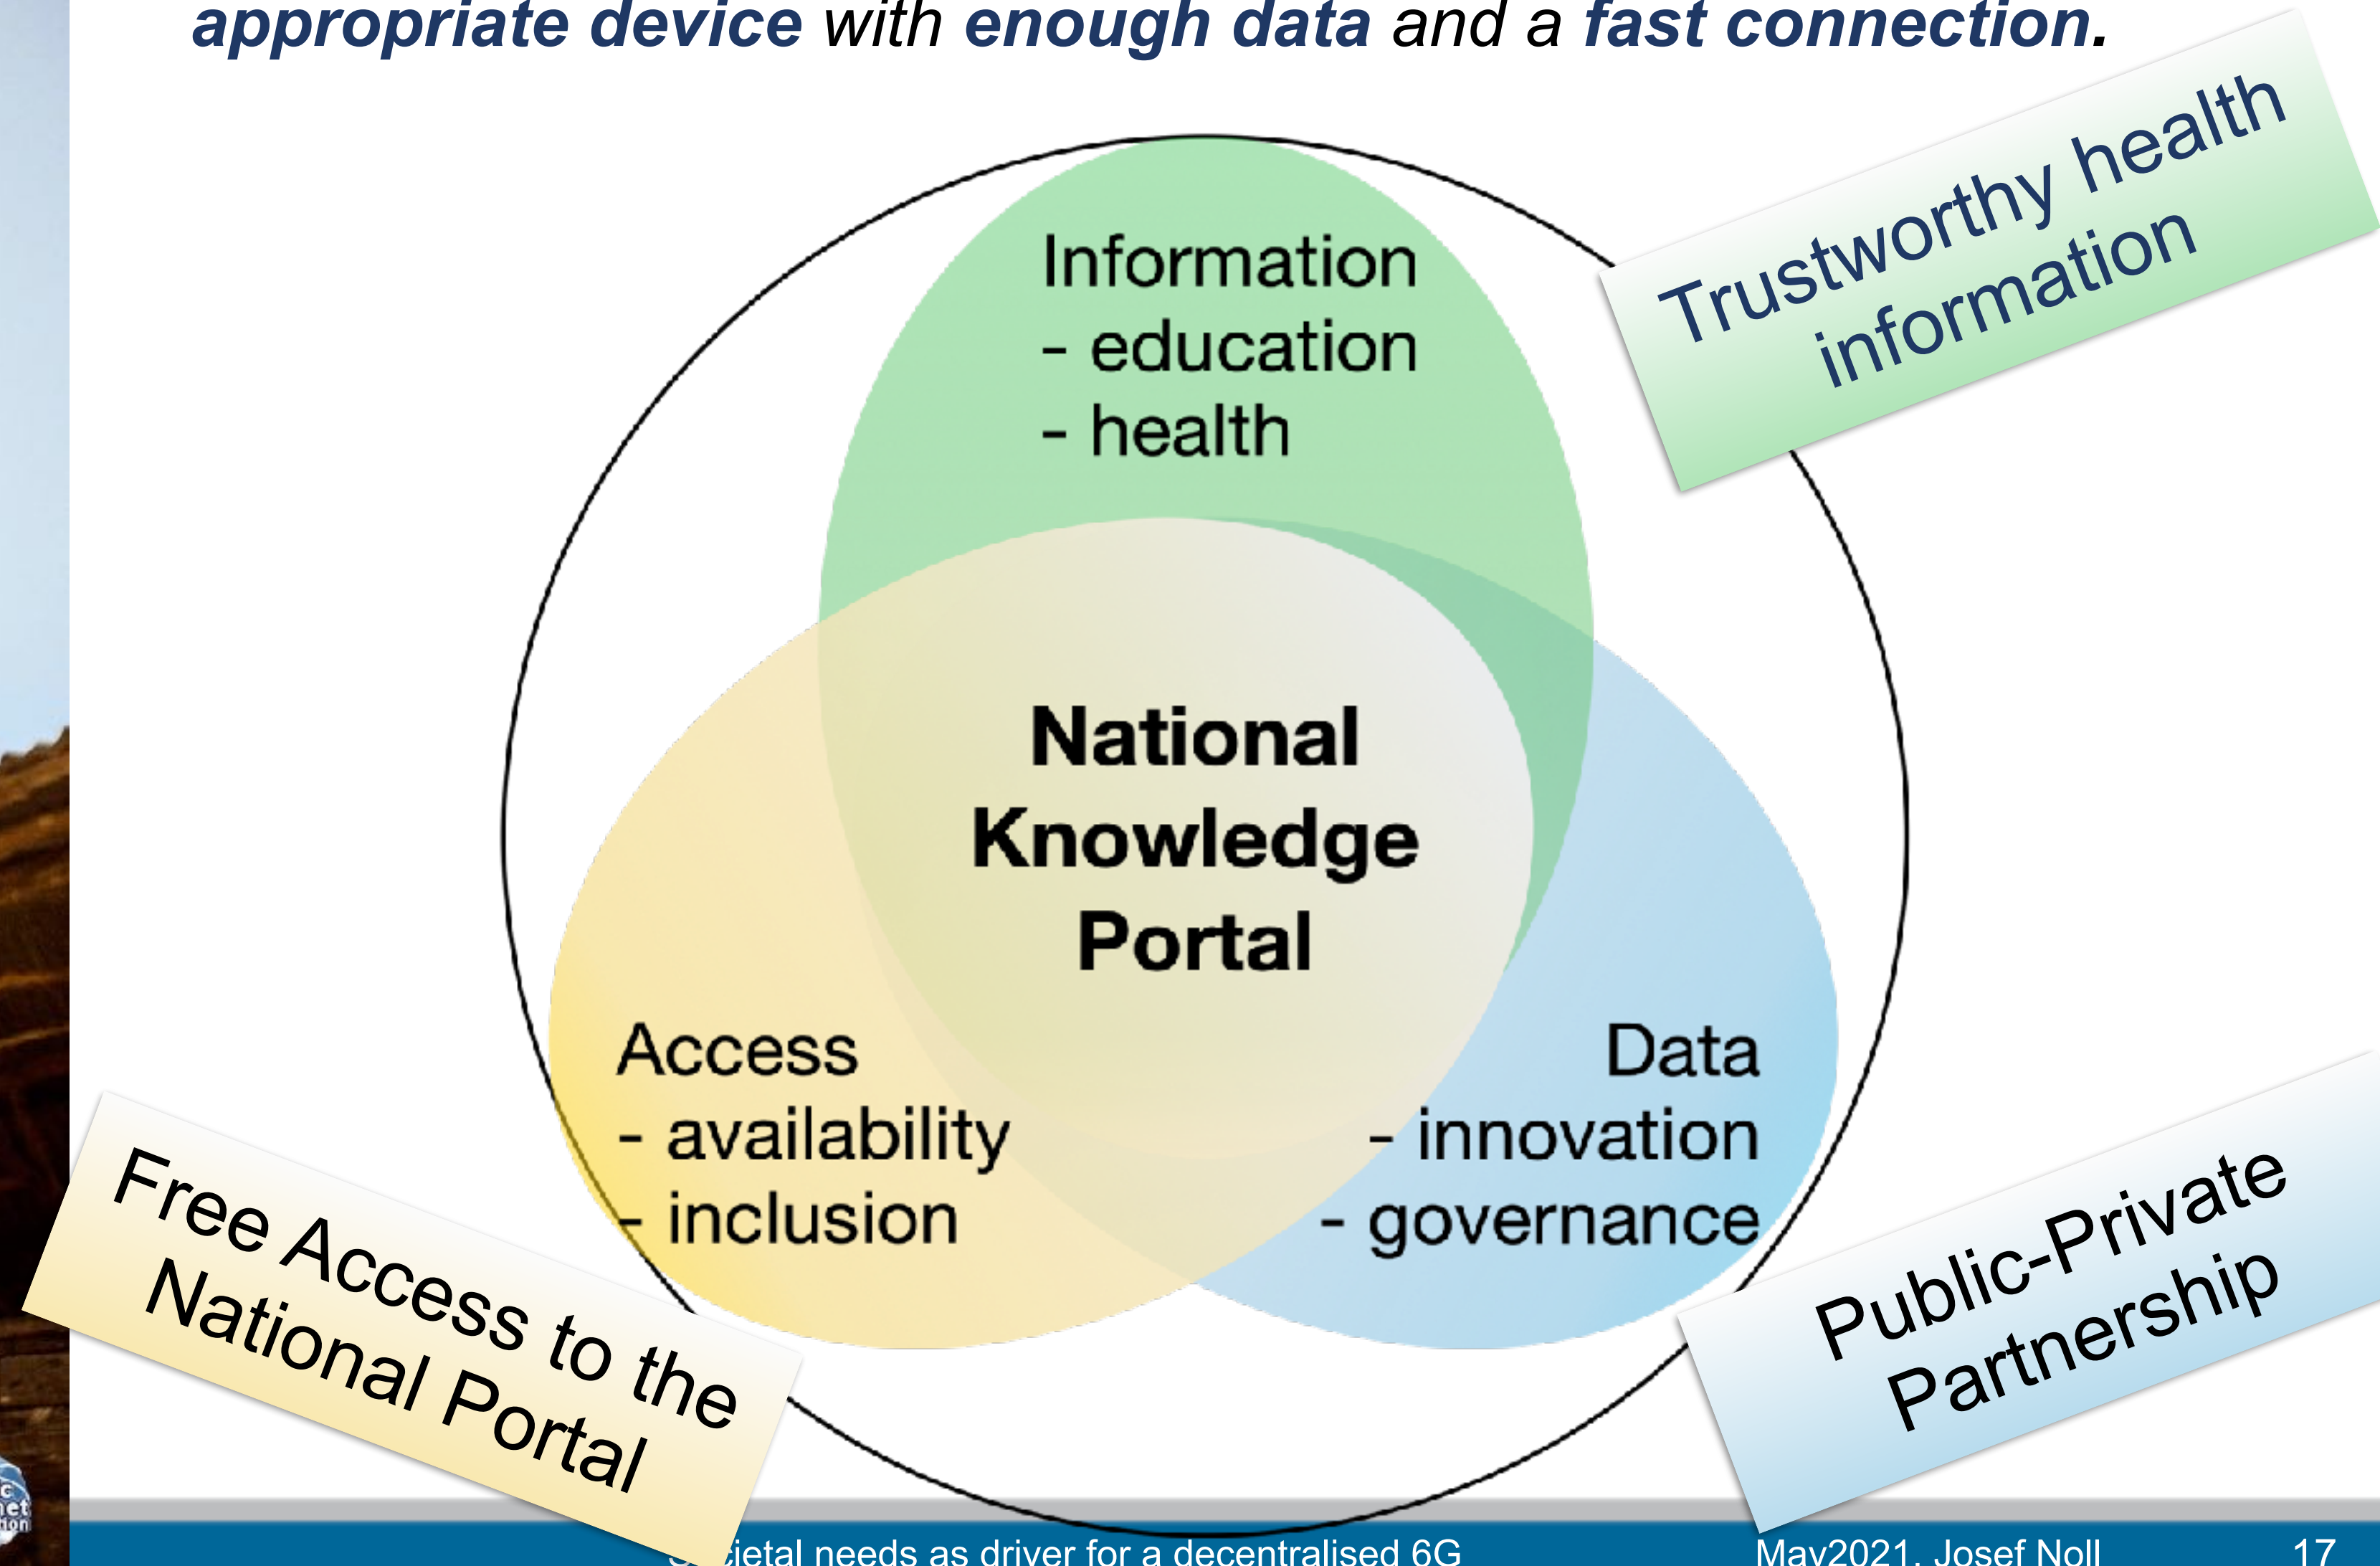 appropriate device with enough data and a fast connection.
Trustworthy health
information
Information
- education
- health
National
Knowledge
Portal
Access
- availability
- inclusion
Data
- innovation
- governance
Free Access to the
National Portal
Public-Private
Partnership
needs as driver for a decentralised 6G
May2021, Josef Noll
17